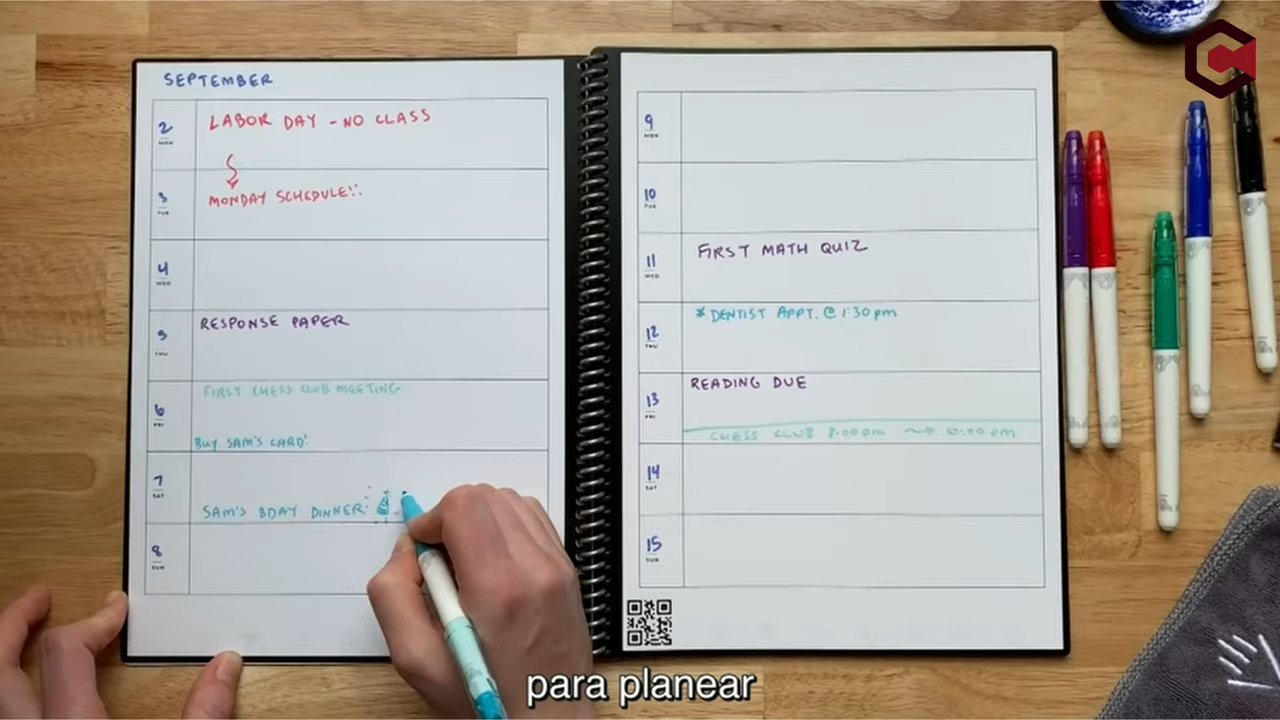 SEPTEMBER
2
MON
LABOR DAY - NO CLASS
3
TUE
MONDAY SCHEDULE!!
4
WED
5
THU
RESPONSE PAPER
6
FRI
FIRST CHESS CLUB MEETING
BUY SAM'S CARD!
7
SAT
SAM'S BDAY DINNER!
8
SUN
9
MON
10
TUE
11
WED
FIRST MATH QUIZ
12
THU
* DENTIST APPT. @ 1:30 pm
13
FRI
READING DUE
CHESS CLUB 8:00 pm → 10:00 pm
14
SAT
15
SUN
para planear